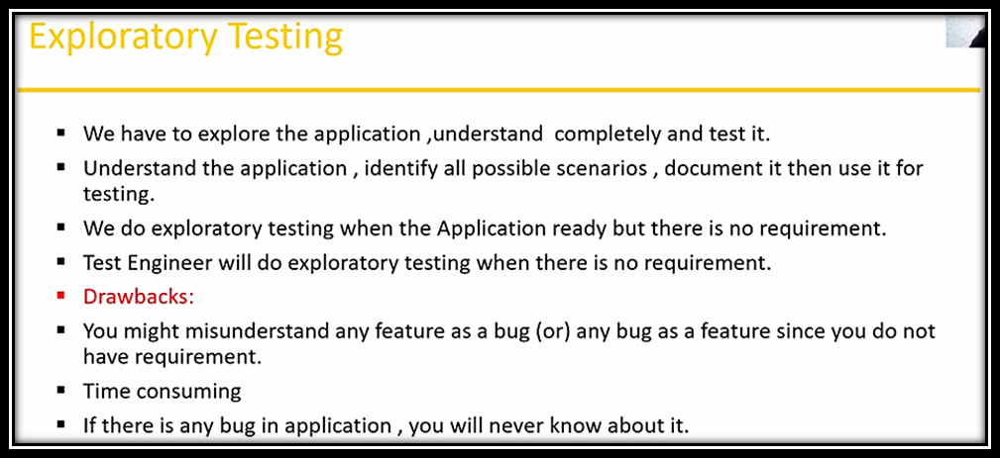 Exploratory Testing
▪ We have to explore the application ,understand  completely and test it.
▪ Understand the application , identify all possible scenarios , document it then use it for
testing.
▪ We do exploratory testing when the Application ready but there is no requirement.
▪ Test Engineer will do exploratory testing when there is no requirement.
▪ Drawbacks:
▪ You might misunderstand any feature as a bug (or) any bug as a feature since you do not
have requirement.
▪ Time consuming
▪ If there is any bug in application , you will never know about it.